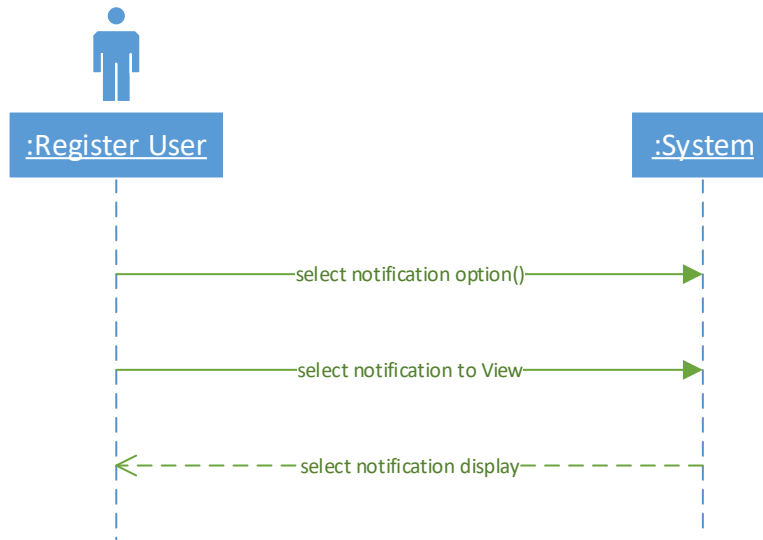 :Register User
:System
select notification option()
select notification to View
select notification display